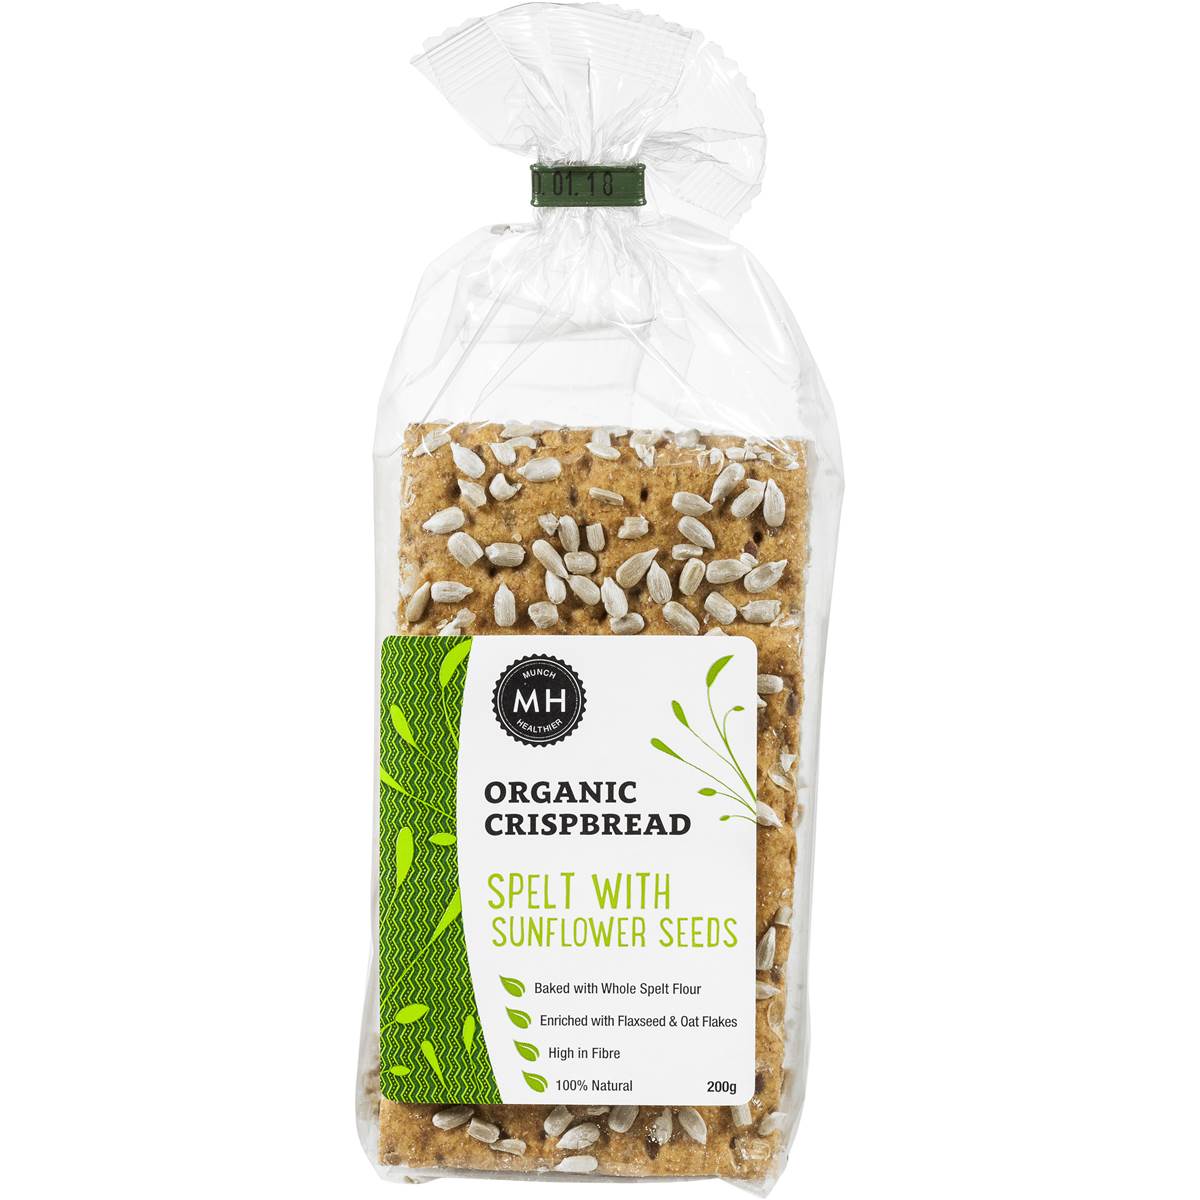 01.18
MUNCH
MH
HEALTHIER
ORGANIC
CRISPBREAD
SPELT WITH
SUNFLOWER SEEDS
Baked with Whole Spelt Flour
Enriched with Flaxseed & Oat Flakes
High in Fibre
100% Natural
200g